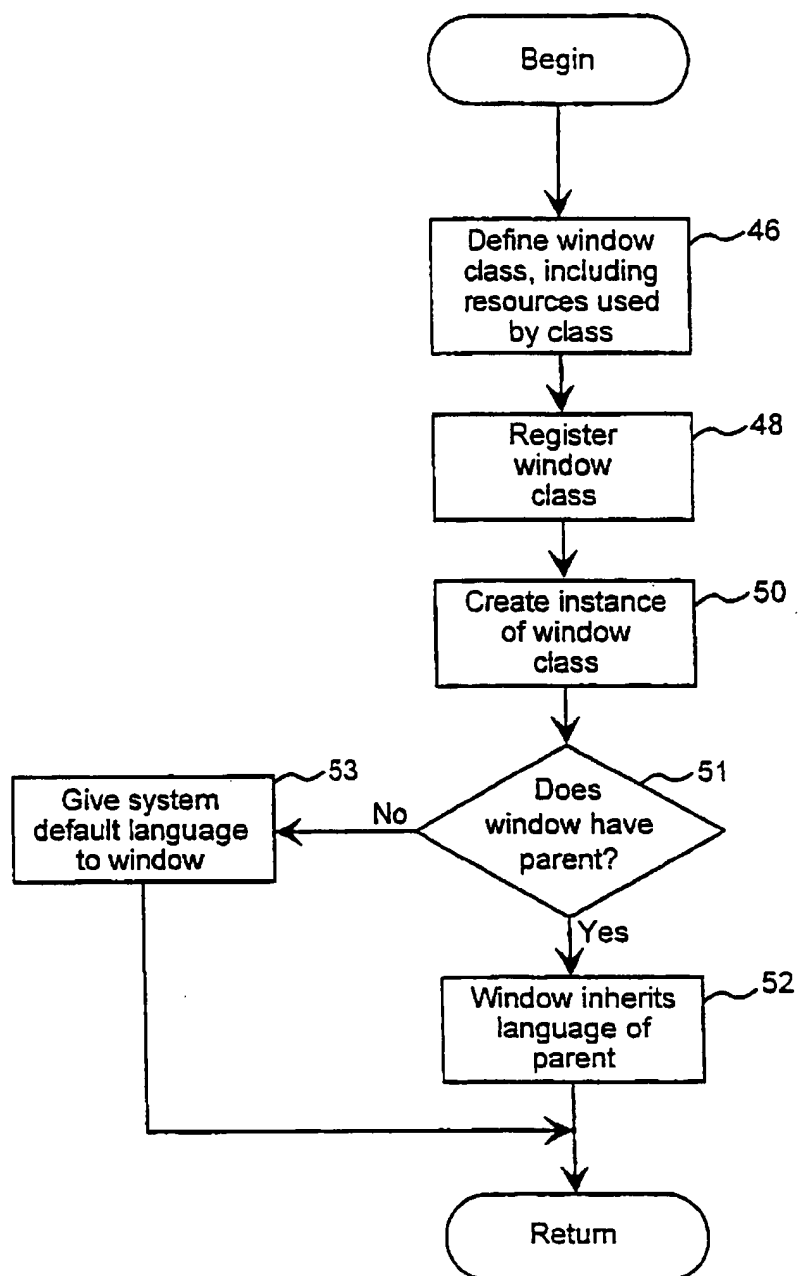 Begin
Define window
class, including
resources used
by class
46
Register
window
class
48
Create instance
of window
class
50
Does
window have
parent?
51
No
Give system
default language
to window
53
Yes
Window inherits
language of
parent
52
Return